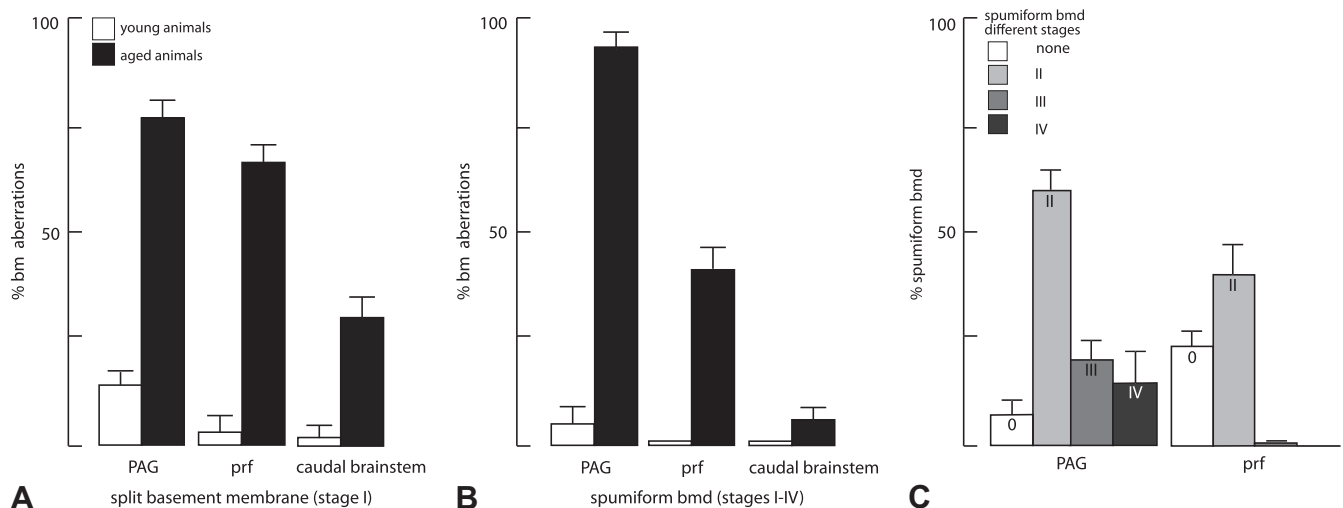 100
50
% bm aberrations
young animals
aged animals
PAG
prf
caudal brainstem
A
split basement membrane (stage I)
100
50
% bm aberrations
PAG
prf
caudal brainstem
B
spumiform bmd (stages I-IV)
100
50
% spumiform bmd
spumiform bmd
different stages
none
II
III
IV
0
II
III
IV
0
II
PAG
prf
C